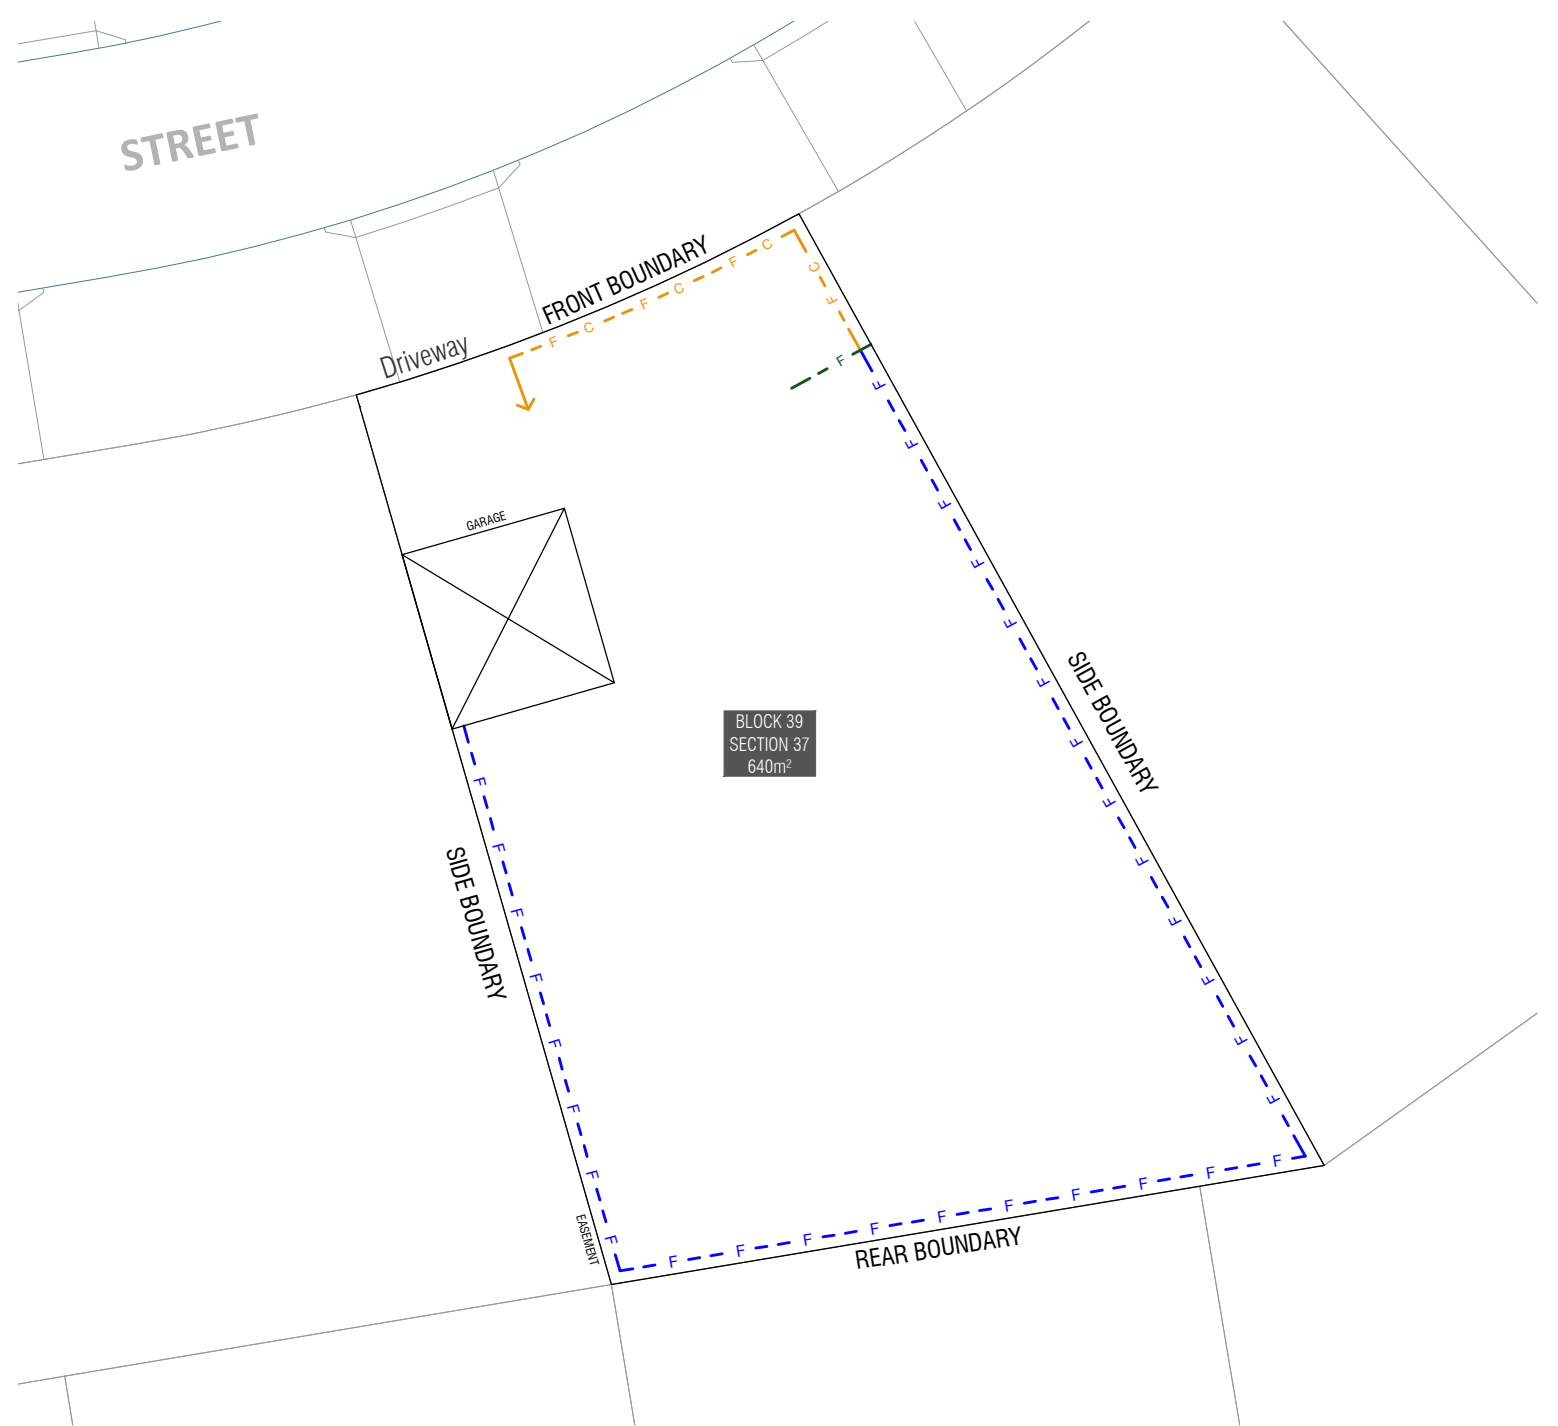 STREET
FRONT BOUNDARY
Driveway
F C F C F C
C F
F
GARAGE
BLOCK 39
SECTION 37
640m²
SIDE BOUNDARY
F F F F F F F F F F F F F
SIDE BOUNDARY
F F F F F F F F
EASEMENT
F F F F F F F F F F
REAR BOUNDARY